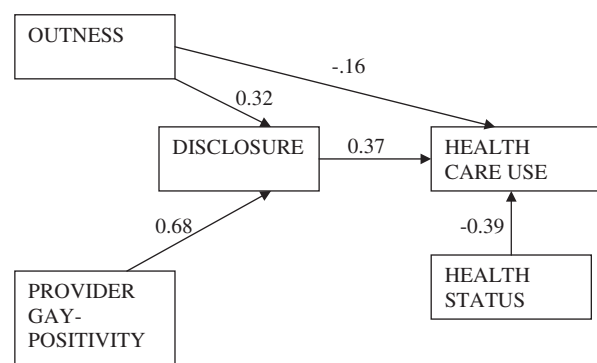 OUTNESS
-.16
0.32
DISCLOSURE
0.37
HEALTH
CARE USE
0.68
-0.39
PROVIDER
GAY-
POSITIVITY
HEALTH
STATUS